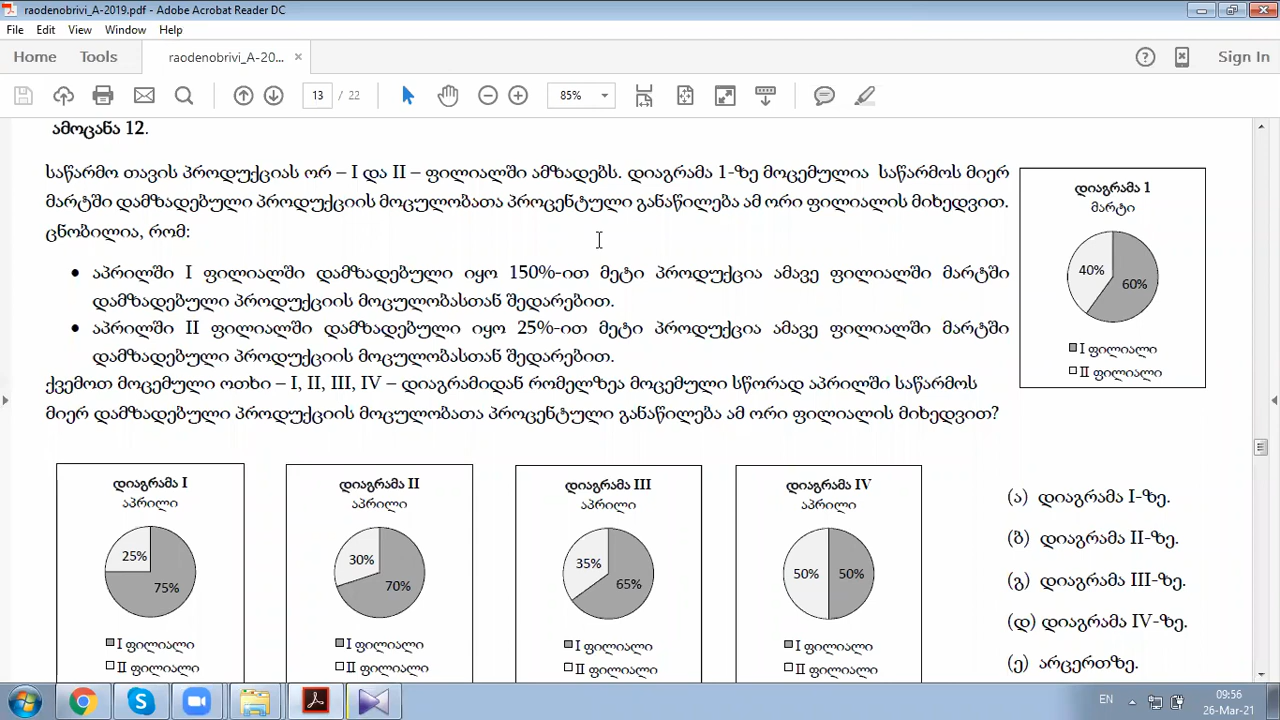 raodenobrivi_A-2019.pdf - Adobe Acrobat Reader DC
File Edit View Window Help
Home Tools raodenobrivi_A-20... × Sign In
13 / 22 85%
ამოცანა 12.
საწარმო თავის პროდუქციას ორ – I და II – ფილიალში ამზადებს. დიაგრამა 1-ზე მოცემულია საწარმოს მიერ
მარტში დამზადებული პროდუქციის მოცულობათა პროცენტული განაწილება ამ ორი ფილიალის მიხედვით.
ცნობილია, რომ:
• აპრილში I ფილიალში დამზადებული იყო 150%-ით მეტი პროდუქცია ამავე ფილიალში მარტში
დამზადებული პროდუქციის მოცულობასთან შედარებით.
• აპრილში II ფილიალში დამზადებული იყო 25%-ით მეტი პროდუქცია ამავე ფილიალში მარტში
დამზადებული პროდუქციის მოცულობასთან შედარებით.
ქვემოთ მოცემული ოთხი – I, II, III, IV – დიაგრამიდან რომელზეა მოცემული სწორად აპრილში საწარმოს
მიერ დამზადებული პროდუქციის მოცულობათა პროცენტული განაწილება ამ ორი ფილიალის მიხედვით?
დიაგრამა 1
მარტი
40%
60%
I ფილიალი
II ფილიალი
დიაგრამა I
აპრილი
25%
75%
I ფილიალი
II ფილიალი
დიაგრამა II
აპრილი
30%
70%
I ფილიალი
II ფილიალი
დიაგრამა III
აპრილი
35%
65%
I ფილიალი
II ფილიალი
დიაგრამა IV
აპრილი
50% 50%
I ფილიალი
II ფილიალი
(ა) დიაგრამა I-ზე.
(ბ) დიაგრამა II-ზე.
(გ) დიაგრამა III-ზე.
(დ) დიაგრამა IV-ზე.
(ე) არცერთზე.
EN
09:56
26-Mar-21